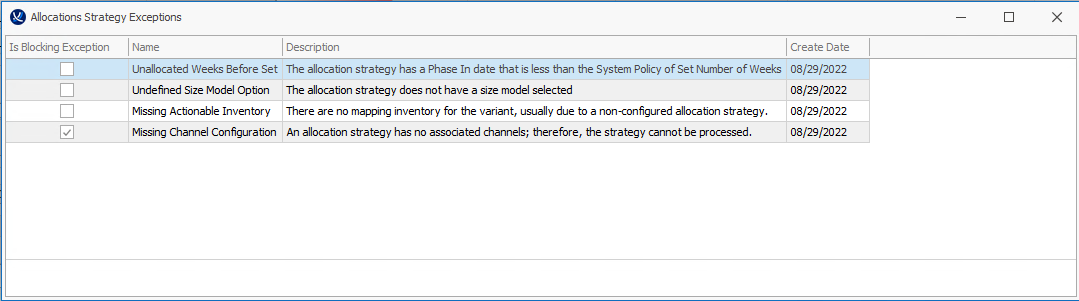 Allocations Strategy Exceptions
Is Blocking Exception Name Description Create Date
Unallocated Weeks Before Set The allocation strategy has a Phase In date that is less than the System Policy of Set Number of Weeks 08/29/2022
Undefined Size Model Option The allocation strategy does not have a size model selected 08/29/2022
Missing Actionable Inventory There are no mapping inventory for the variant, usually due to a non-configured allocation strategy. 08/29/2022
Missing Channel Configuration An allocation strategy has no associated channels; therefore, the strategy cannot be processed. 08/29/2022